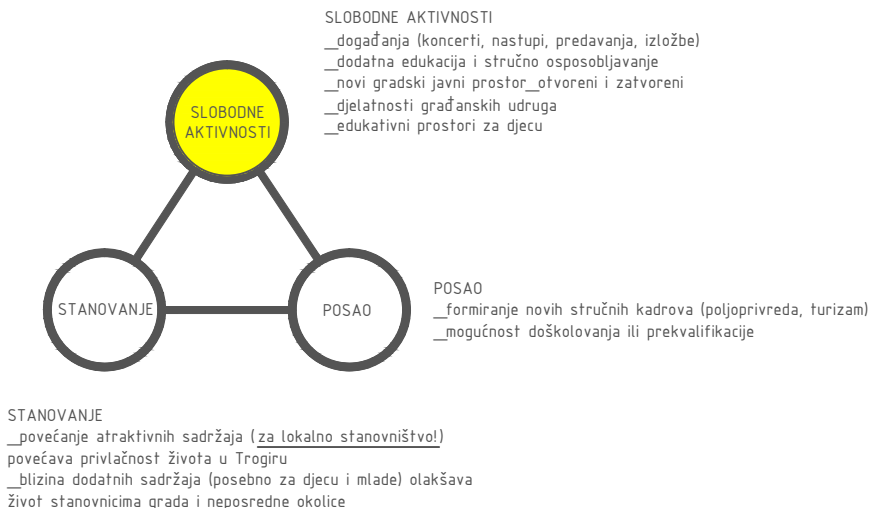 SLOBODNE AKTIVNOSTI
__događanja (koncerti, nastupi, predavanja, izložbe)
__dodatna edukacija i stručno osposobljavanje
__novi gradski javni prostor__otvoreni i zatvoreni
__djelatnosti građanskih udruga
__edukativni prostori za djecu
SLOBODNE
AKTIVNOSTI
STANOVANJE
POSAO
POSAO
__formiranje novih stručnih kadrova (poljoprivreda, turizam)
__mogućnost doškolovanja ili prekvalifikacije
STANOVANJE
__povećanje atraktivnih sadržaja (za lokalno stanovništvo!)
povećava privlačnost života u Trogiru
__blizina dodatnih sadržaja (posebno za djecu i mlade) olakšava
život stanovnicima grada i neposredne okolice